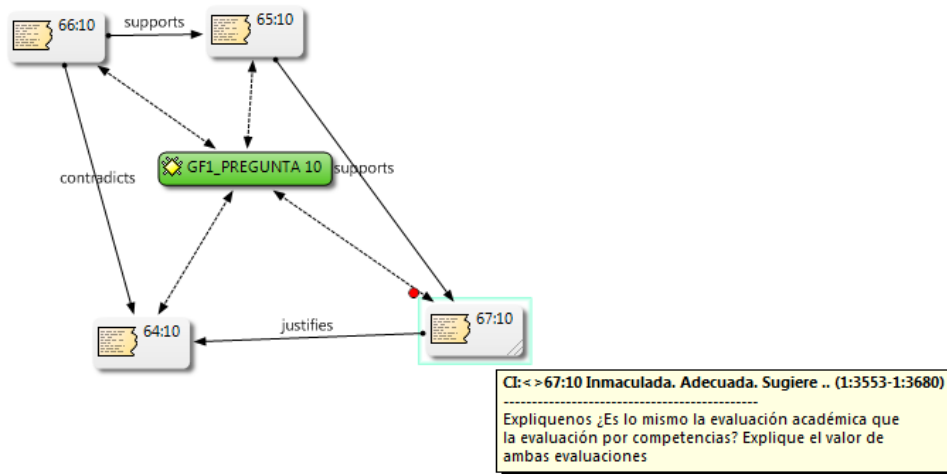 66:10
supports
65:10
GF1_PREGUNTA 10
supports
contradicts
64:10
justifies
67:10
CI:< >67:10 Inmaculada. Adecuada. Sugiere .. (1:3553-1:3680)
--------------------------------------------
Expliquenos ¿Es lo mismo la evaluación académica que
la evaluación por competencias? Explique el valor de
ambas evaluaciones